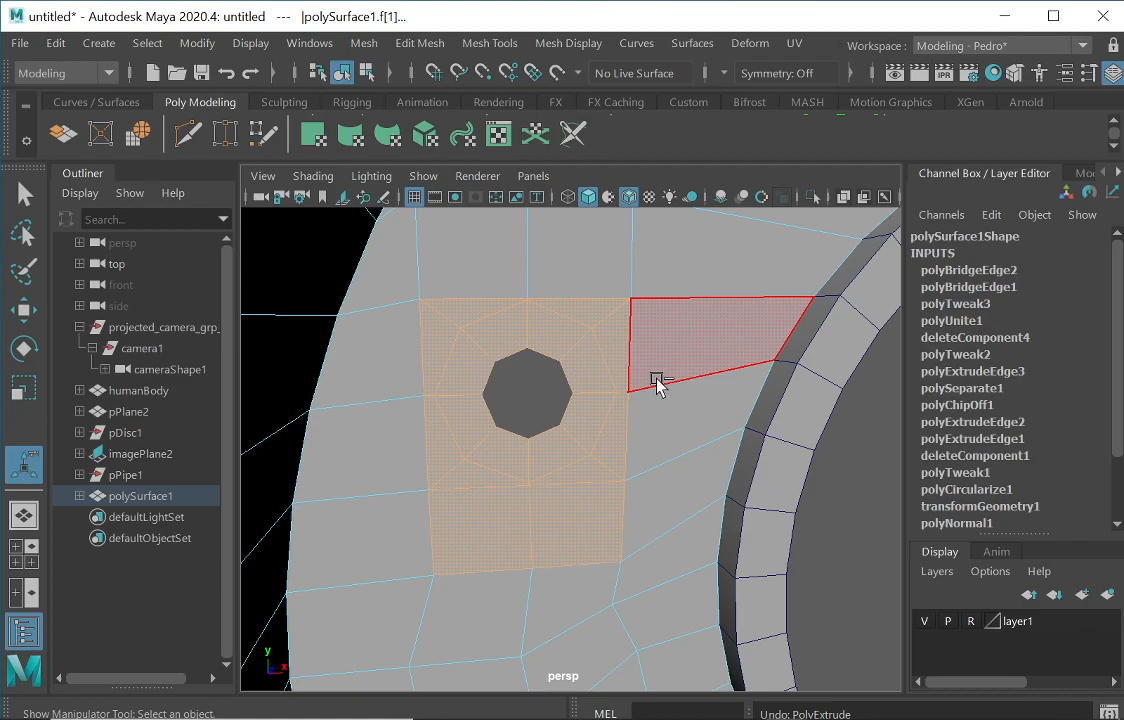 untitled* - Autodesk Maya 2020.4: untitled --- |polySurface1.f[1]...
File Edit Create Select Modify Display Windows Mesh Edit Mesh Mesh Tools Mesh Display Curves Surfaces Deform UV Workspace : Modeling - Pedro*
Modeling No Live Surface Symmetry: Off IPR
Curves / Surfaces Poly Modeling Sculpting Rigging Animation Rendering FX FX Caching Custom Bifrost MASH Motion Graphics XGen Arnold
Outliner
Display Show Help
Search...
persp
top
front
side
projected_camera_grp_
camera1
cameraShape1
humanBody
pPlane2
pDisc1
imagePlane2
pPipe1
polySurface1
defaultLightSet
defaultObjectSet
View Shading Lighting Show Renderer Panels
y
x
persp
Channel Box / Layer Editor
Channels Edit Object Show
polySurface1Shape
INPUTS
polyBridgeEdge2
polyBridgeEdge1
polyTweak3
polyUnite1
deleteComponent4
polyTweak2
polyExtrudeEdge3
polySeparate1
polyChipOff1
polyExtrudeEdge2
polyExtrudeEdge1
deleteComponent1
polyTweak1
polyCircularize1
transformGeometry1
polyNormal1
Display Anim
Layers Options Help
V P R layer1
Show Manipulator Tool: Select an object. MEL Undo: PolyExtrude